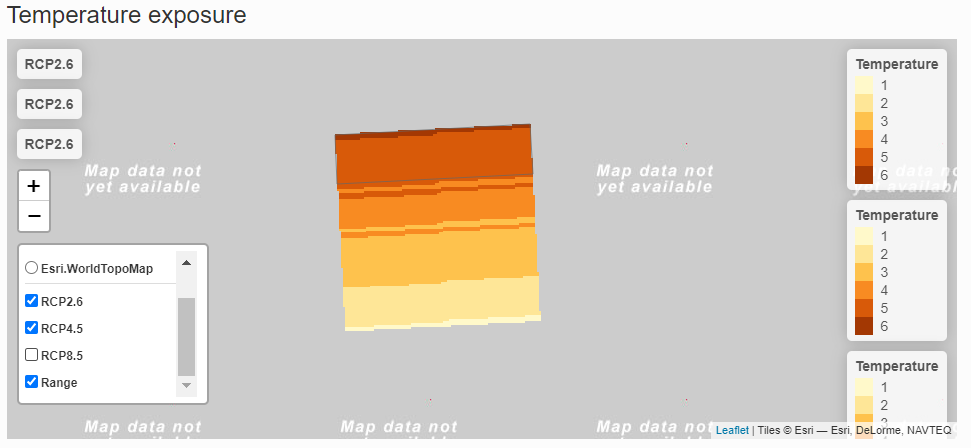 Temperature exposure
RCP2.6
RCP2.6
RCP2.6
+
−
Esri.WorldTopoMap
RCP2.6
RCP4.5
RCP8.5
Range
Map data not
yet available
Map data not
yet available
Map data not
Map data not
Map data not
Temperature
1
2
3
4
5
6
Temperature
1
2
3
4
5
6
Temperature
1
2
Leaflet | Tiles © Esri — Esri, DeLorme, NAVTEQ